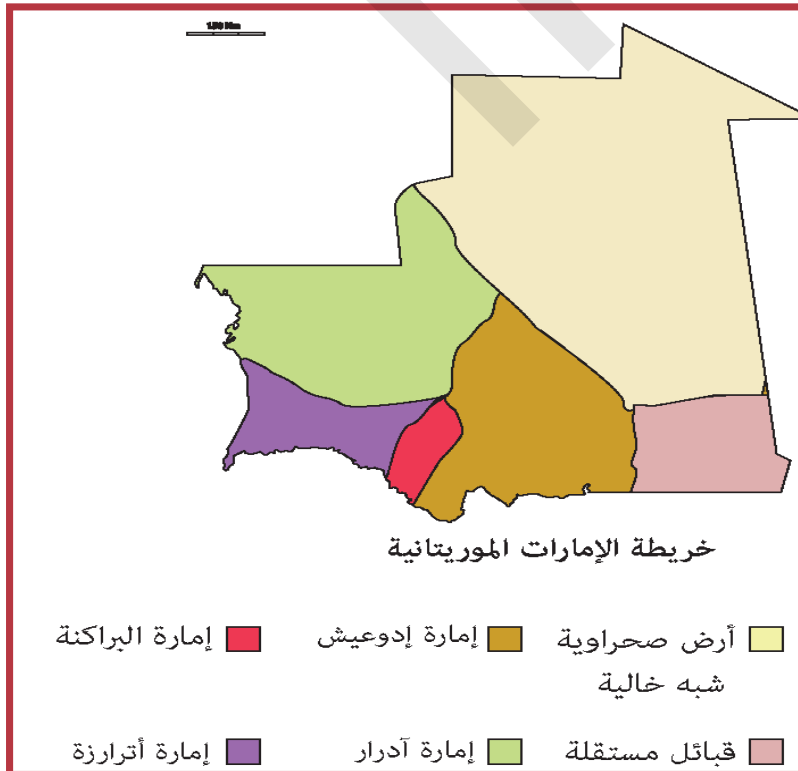 خريطة الإمارات الموريتانية
أرض صحراوية شبه خالية
إمارة إدوعيش
إمارة البراكنة
قبائل مستقلة
إمارة آدرار
إمارة أترارزة